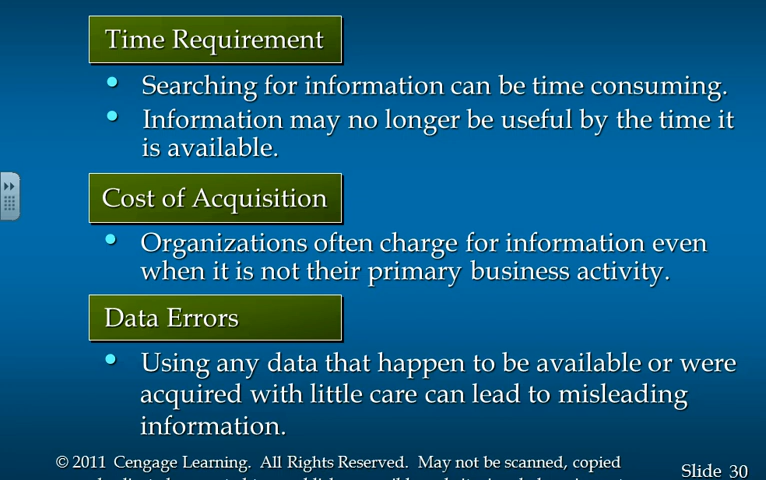 Time Requirement
• Searching for information can be time consuming.
• Information may no longer be useful by the time it
is available.
Cost of Acquisition
• Organizations often charge for information even
when it is not their primary business activity.
Data Errors
• Using any data that happen to be available or were
acquired with little care can lead to misleading
information.
© 2011 Cengage Learning. All Rights Reserved. May not be scanned, copied
Slide 30